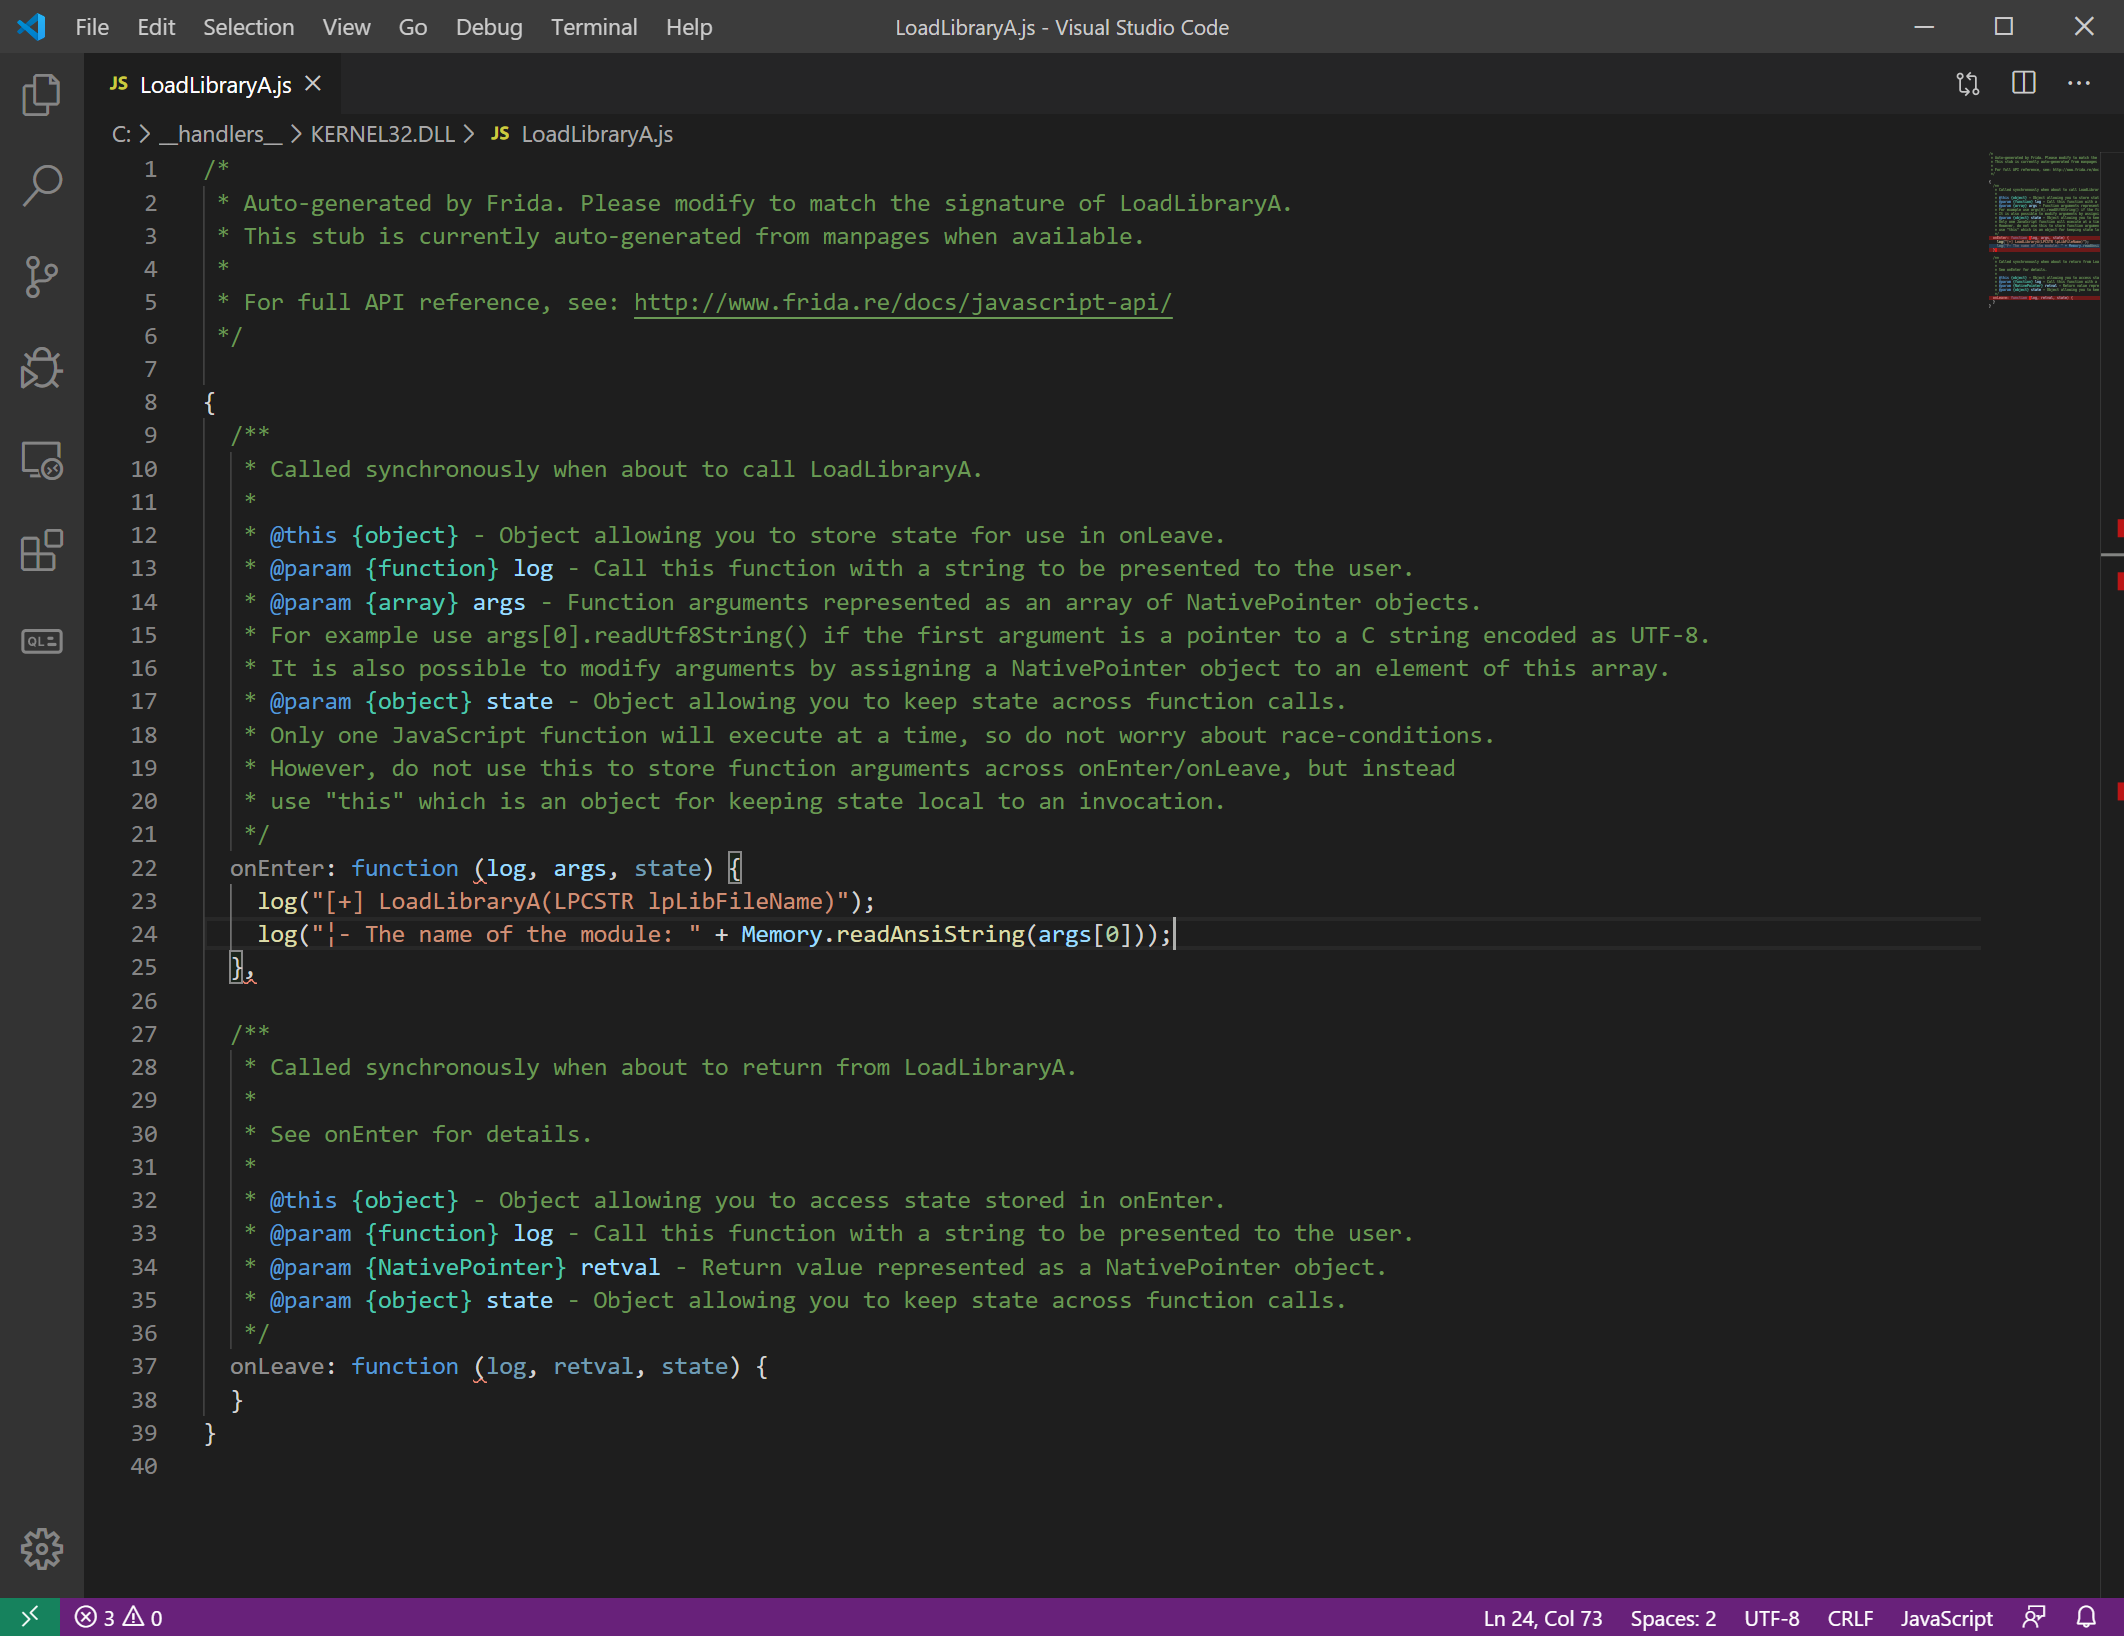 File Edit Selection View Go Debug Terminal Help LoadLibraryA.js - Visual Studio Code
JS LoadLibraryA.js
C: > __handlers__ > KERNEL32.DLL > JS LoadLibraryA.js
1 /*
2 * Auto-generated by Frida. Please modify to match the signature of LoadLibraryA.
3 * This stub is currently auto-generated from manpages when available.
4 *
5 * For full API reference, see: http://www.frida.re/docs/javascript-api/
6 */
7
8 {
9 /**
10 * Called synchronously when about to call LoadLibraryA.
11 *
12 * @this {object} - Object allowing you to store state for use in onLeave.
13 * @param {function} log - Call this function with a string to be presented to the user.
14 * @param {array} args - Function arguments represented as an array of NativePointer objects.
15 * For example use args[0].readUtf8String() if the first argument is a pointer to a C string encoded as UTF-8.
16 * It is also possible to modify arguments by assigning a NativePointer object to an element of this array.
17 * @param {object} state - Object allowing you to keep state across function calls.
18 * Only one JavaScript function will execute at a time, so do not worry about race-conditions.
19 * However, do not use this to store function arguments across onEnter/onLeave, but instead
20 * use "this" which is an object for keeping state local to an invocation.
21 */
22 onEnter: function (log, args, state) {
23 log("[+] LoadLibraryA(LPCSTR lpLibFileName)");
24 log("¦- The name of the module: " + Memory.readAnsiString(args[0]));
25 },
26
27 /**
28 * Called synchronously when about to return from LoadLibraryA.
29 *
30 * See onEnter for details.
31 *
32 * @this {object} - Object allowing you to access state stored in onEnter.
33 * @param {function} log - Call this function with a string to be presented to the user.
34 * @param {NativePointer} retval - Return value represented as a NativePointer object.
35 * @param {object} state - Object allowing you to keep state across function calls.
36 */
37 onLeave: function (log, retval, state) {
38 }
39 }
40
QL
3 0 Ln 24, Col 73 Spaces: 2 UTF-8 CRLF JavaScript